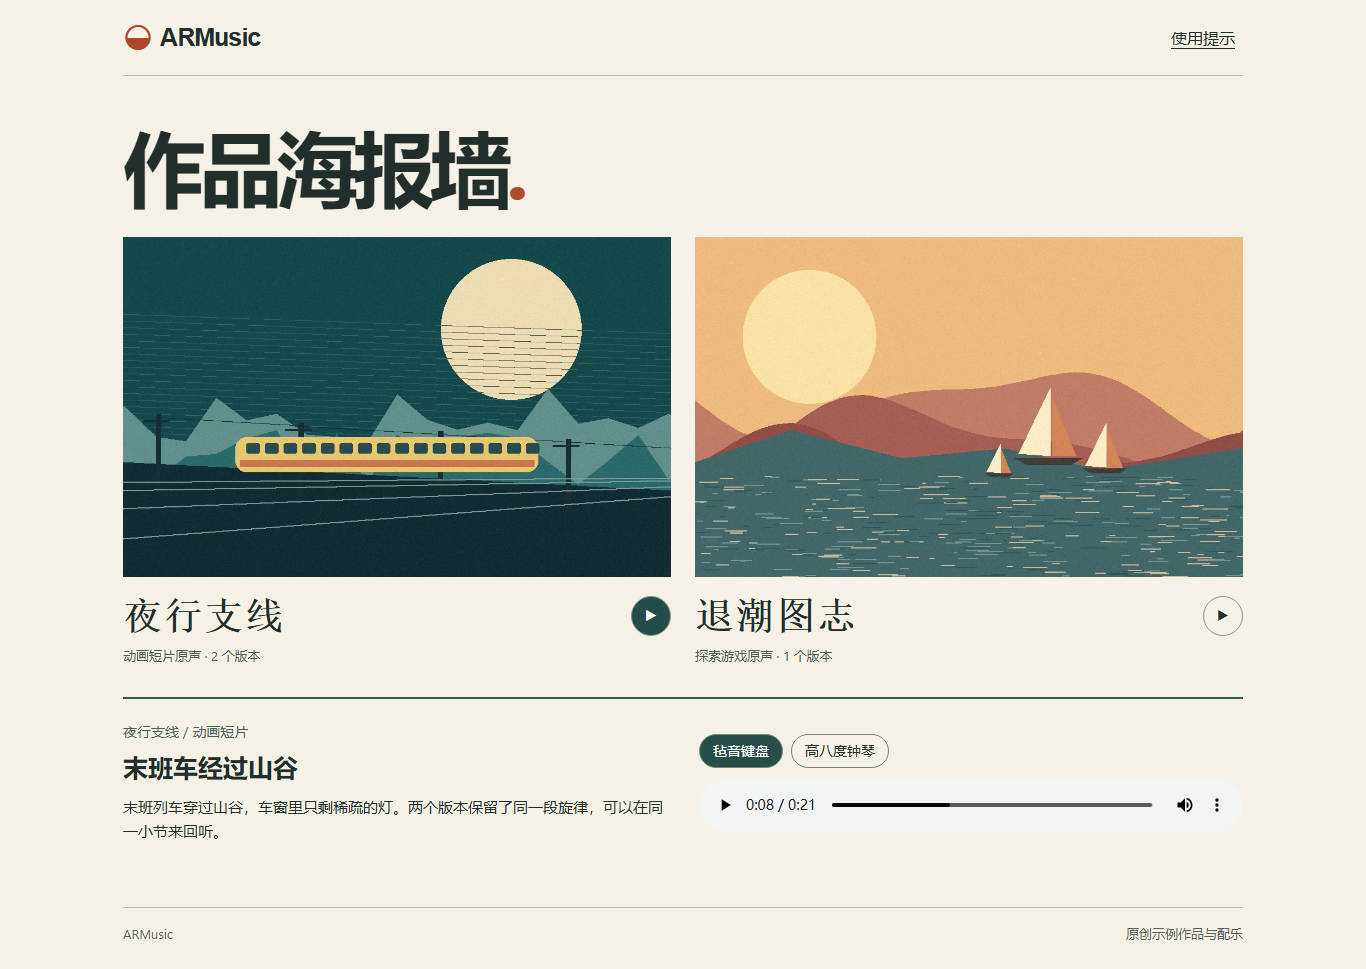 ARMusic
使用提示
作品海报墙.
夜行支线
动画短片原声 · 2 个版本
退潮图志
探索游戏原声 · 1 个版本
夜行支线 / 动画短片
末班车经过山谷
末班列车穿过山谷，车窗里只剩稀疏的灯。两个版本保留了同一段旋律，可以在同
一小节来回听。
毡音键盘
高八度钟琴
0:08 / 0:21
ARMusic
原创示例作品与配乐